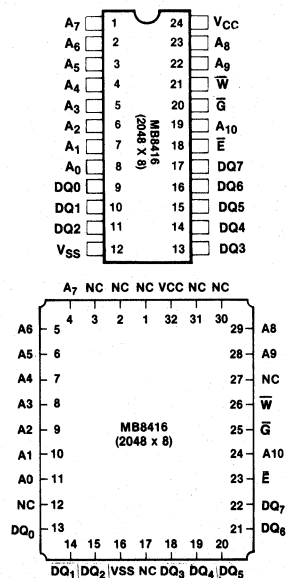 A7 1 24 VCC
A6 2 23 A8
A5 3 22 A9
A4 4 21 W̅
A3 5 20 G̅
A2 6 19 A10
A1 7 18 E̅
A0 8 17 DQ7
DQ0 9 16 DQ6
DQ1 10 15 DQ5
DQ2 11 14 DQ4
VSS 12 13 DQ3
MB8416
(2048 X 8)
A7 NC NC NC VCC NC NC
4 3 2 1 32 31 30
A6 5 29 A8
A5 6 28 A9
A4 7 27 NC
A3 8 26 W̅
A2 9 25 G̅
A1 10 24 A10
A0 11 23 E̅
NC 12 22 DQ7
DQ0 13 21 DQ6
MB8416
(2048 x 8)
14 15 16 17 18 19 20
DQ1 DQ2 VSS NC DQ3 DQ4 DQ5